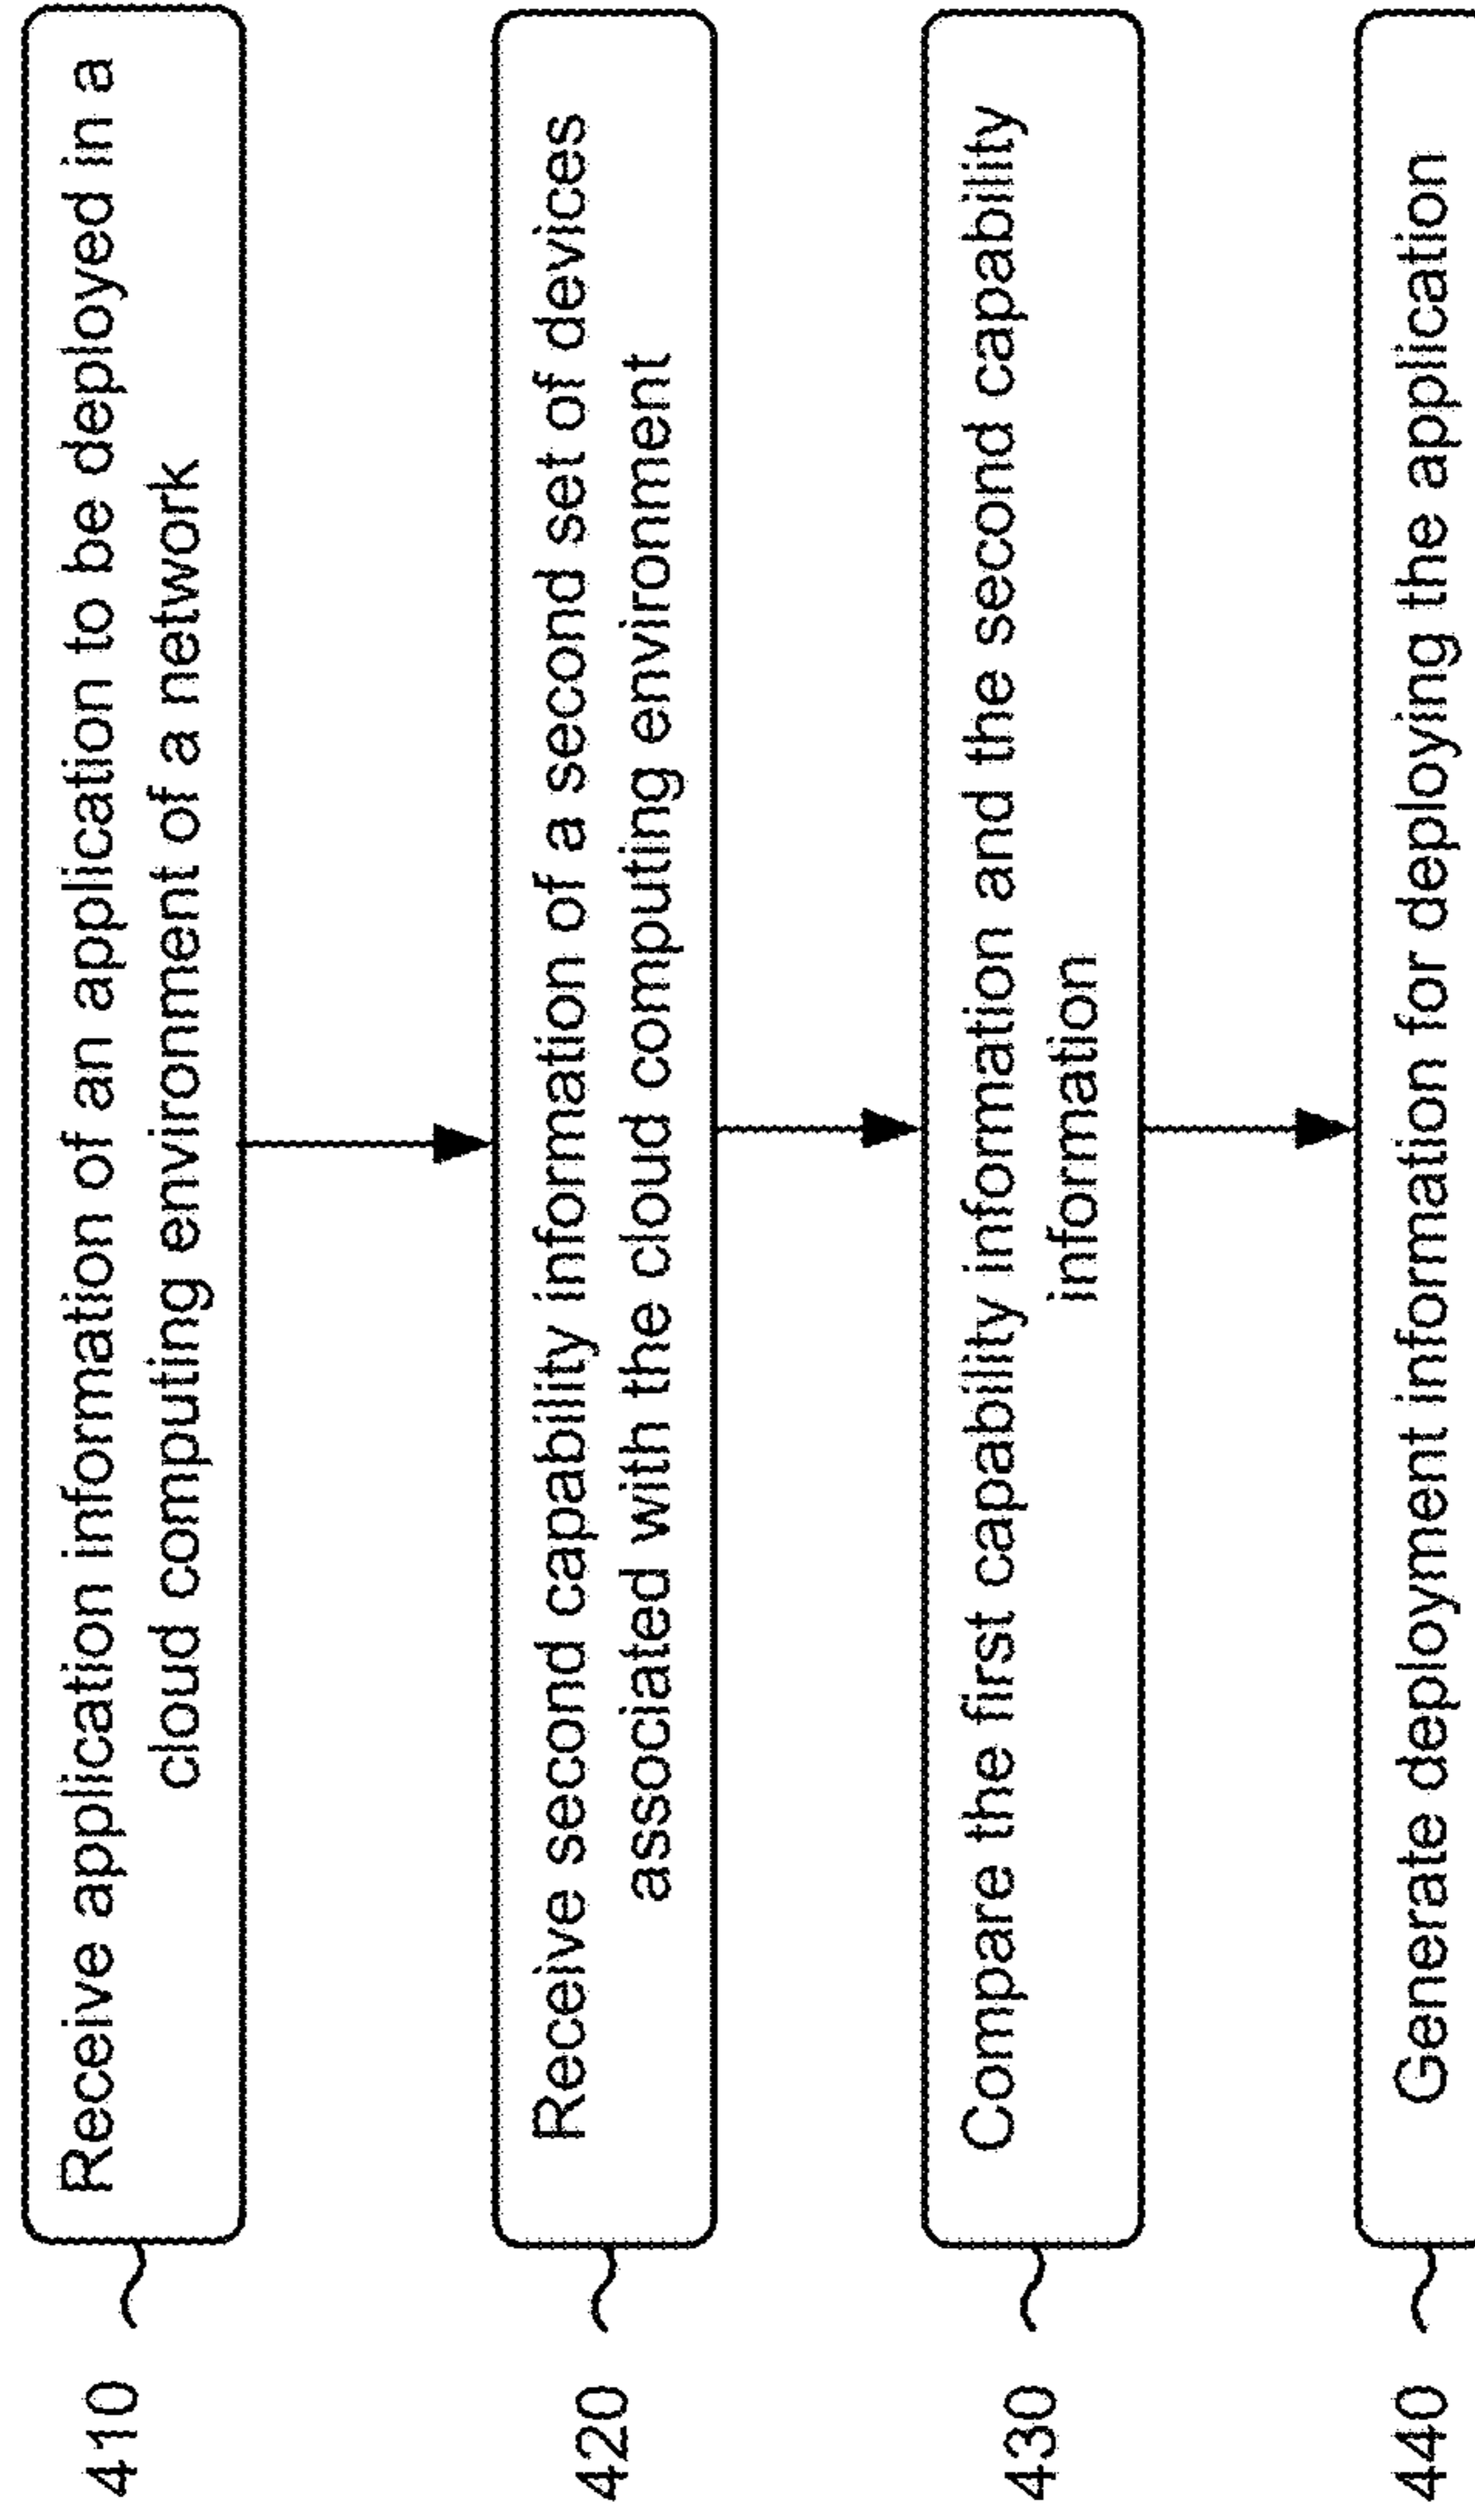 410
Receive application information of an application to be deployed in a
cloud computing environment of a network
420
Receive second capability information of a second set of devices
associated with the cloud computing environment
430
Compare the first capability information and the second capability
information
440
Generate deployment information for deploying the application